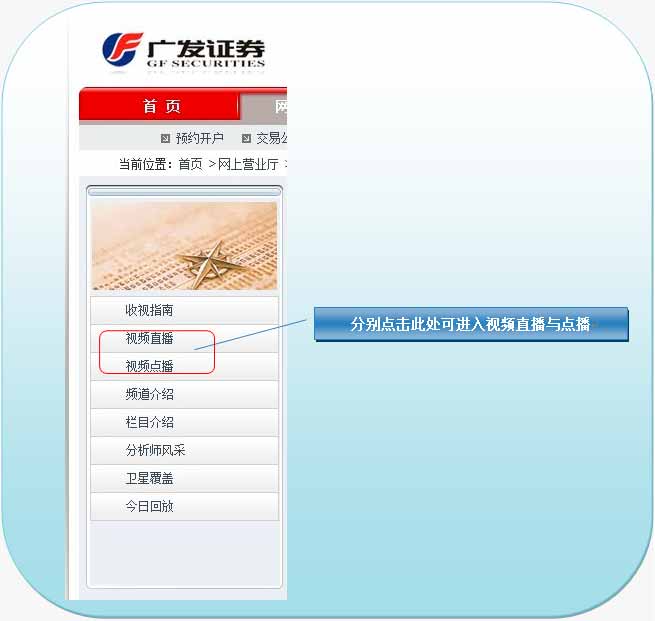 广发证券
GF SECURITIES
首 页
网
预约开户 交易
当前位置：首页 >网上营业厅 >
收视指南
视频直播
分别点击此处可进入视频直播与点播
视频点播
频道介绍
栏目介绍
分析师风采
卫星覆盖
今日回放